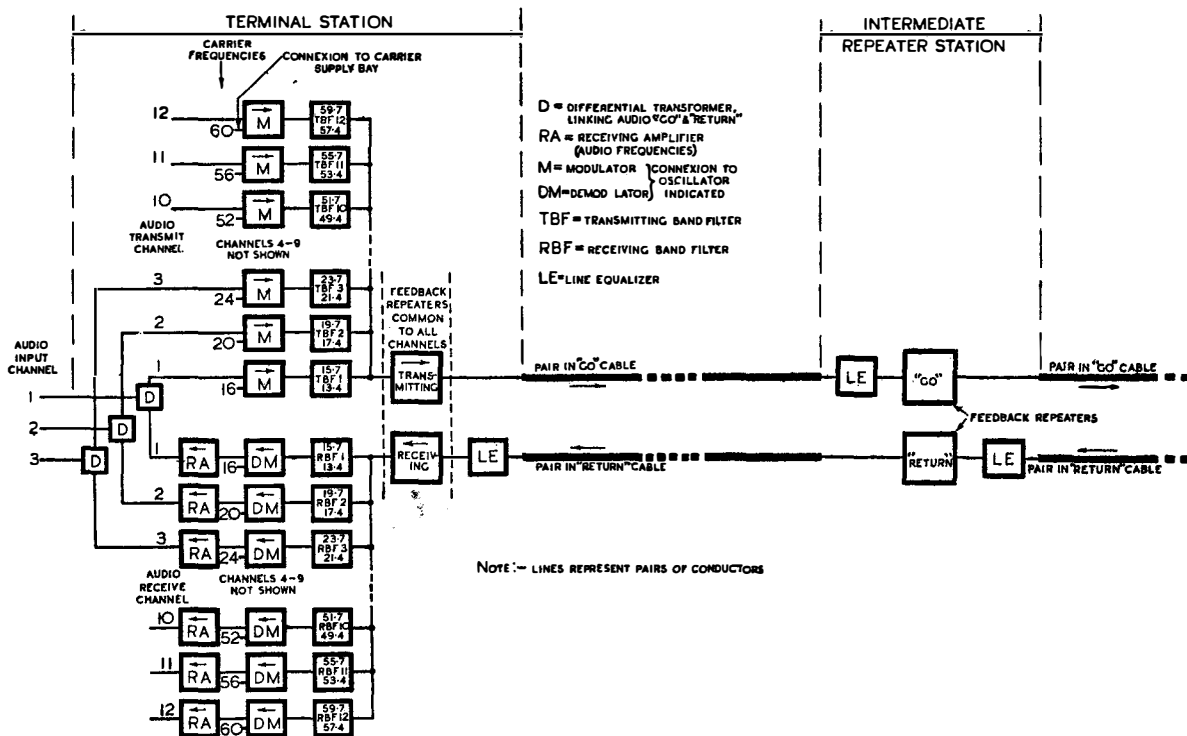 TERMINAL STATION
INTERMEDIATE
REPEATER STATION
CARRIER
FREQUENCIES
CONNEXION TO CARRIER
SUPPLY BAY
12
60
M
59·7
TBF 12
57·4
11
56
M
55·7
TBF 11
53·4
10
52
M
51·7
TBF 10
49·4
AUDIO
TRANSMIT
CHANNEL
CHANNELS 4-9
NOT SHOWN
3
24
M
23·7
TBF 3
21·4
2
20
M
19·7
TBF 2
17·4
1
16
M
15·7
TBF 1
13·4
D = DIFFERENTIAL TRANSFORMER,
LINKING AUDIO "GO" & "RETURN"
RA = RECEIVING AMPLIFIER
(AUDIO FREQUENCIES)
M = MODULATOR
DM = DEMOD LATOR
CONNEXION TO
OSCILLATOR
INDICATED
TBF = TRANSMITTING BAND FILTER
RBF = RECEIVING BAND FILTER
LE = LINE EQUALIZER
FEEDBACK
REPEATERS
COMMON
TO ALL
CHANNELS
TRANS-
MITTING
PAIR IN "GO" CABLE
LE
"GO"
PAIR IN "GO" CABLE
FEEDBACK REPEATERS
AUDIO
INPUT
CHANNEL
1
D
2
D
3
D
1
RA
16
DM
15·7
RBF 1
13·4
RECEIV-
ING
LE
PAIR IN "RETURN" CABLE
"RETURN"
LE
PAIR IN "RETURN" CABLE
2
RA
20
DM
19·7
RBF 2
17·4
3
RA
24
DM
23·7
RBF 3
21·4
AUDIO
RECEIVE
CHANNEL
CHANNELS 4-9
NOT SHOWN
NOTE:- LINES REPRESENT PAIRS OF CONDUCTORS
10
RA
52
DM
51·7
RBF 10
49·4
11
RA
56
DM
55·7
RBF 11
53·4
12
RA
60
DM
59·7
RBF 12
57·4